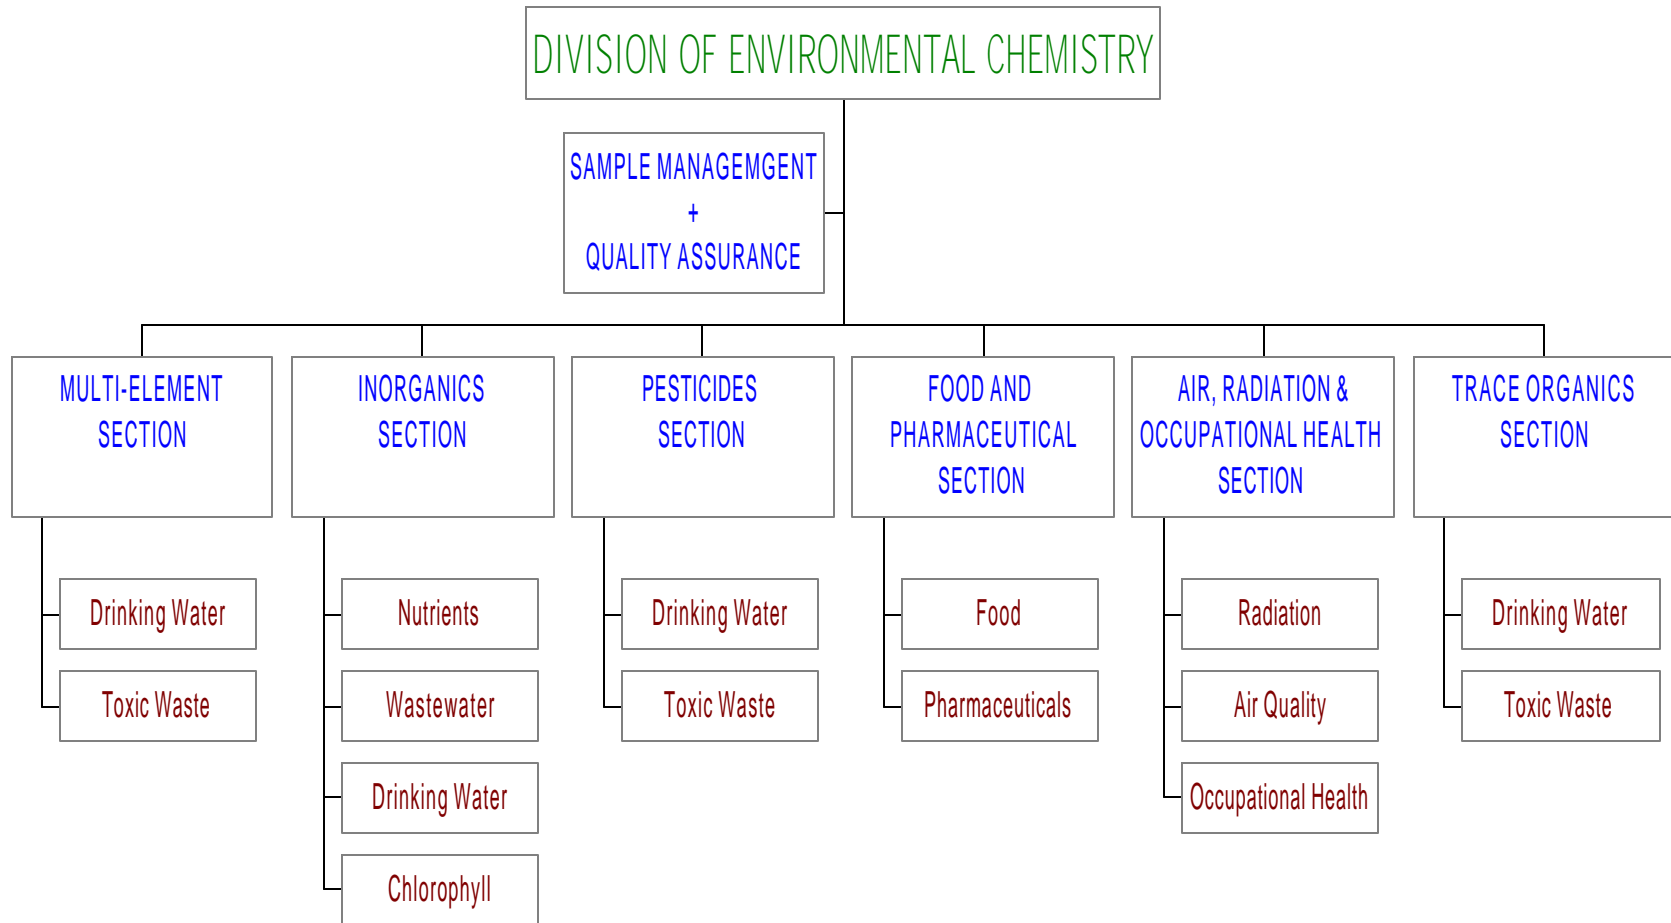 DIVISION OF ENVIRONMENTAL CHEMISTRY
SAMPLE MANAGEMGENT
+
QUALITY ASSURANCE
MULTI-ELEMENT
SECTION
INORGANICS
SECTION
PESTICIDES
SECTION
FOOD AND
PHARMACEUTICAL
SECTION
AIR, RADIATION &
OCCUPATIONAL HEALTH
SECTION
TRACE ORGANICS
SECTION
Drinking Water
Toxic Waste
Nutrients
Wastewater
Drinking Water
Chlorophyll
Drinking Water
Toxic Waste
Food
Pharmaceuticals
Radiation
Air Quality
Occupational Health
Drinking Water
Toxic Waste